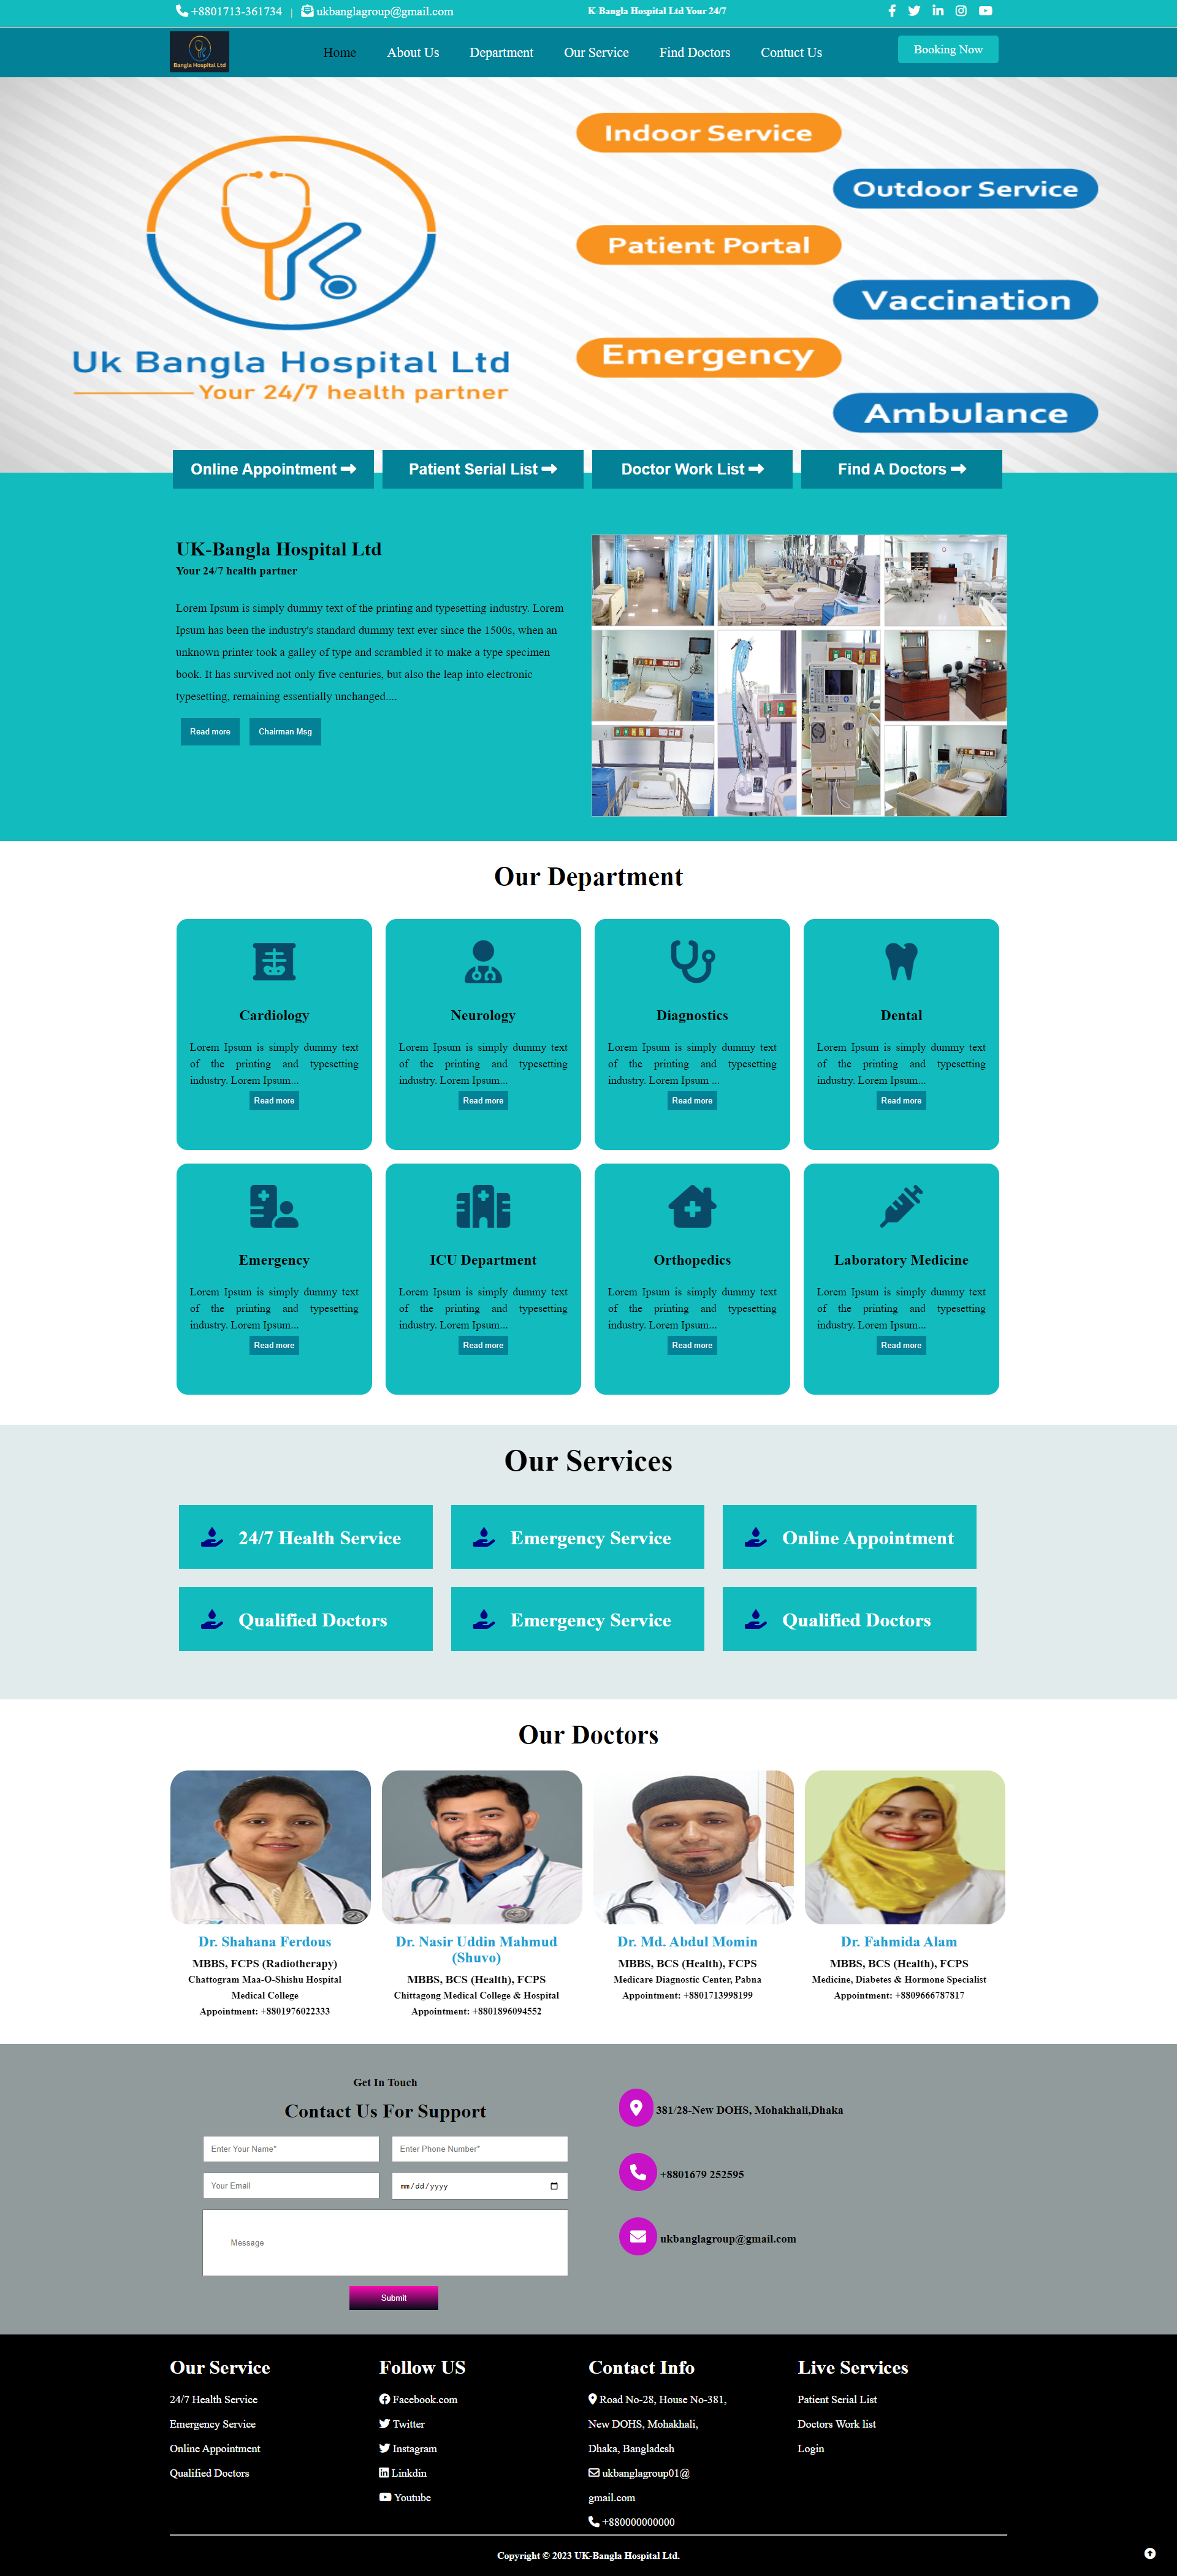 +8801713-361734 | ukbanglagroup@gmail.com
K-Bangla Hospital Ltd Your 24/7
Bangla Hospital Ltd
Home About Us Department Our Service Find Doctors Contuct Us
Booking Now
Uk Bangla Hospital Ltd
Your 24/7 health partner
Indoor Service
Outdoor Service
Patient Portal
Vaccination
Emergency
Ambulance
Online Appointment
Patient Serial List
Doctor Work List
Find A Doctors
UK-Bangla Hospital Ltd
Your 24/7 health partner
Lorem Ipsum is simply dummy text of the printing and typesetting industry. Lorem
Ipsum has been the industry's standard dummy text ever since the 1500s, when an
unknown printer took a galley of type and scrambled it to make a type specimen
book. It has survived not only five centuries, but also the leap into electronic
typesetting, remaining essentially unchanged....
Read more
Chairman Msg
Our Department
Cardiology
Lorem Ipsum is simply dummy text
of the printing and typesetting
industry. Lorem Ipsum...
Read more
Neurology
Lorem Ipsum is simply dummy text
of the printing and typesetting
industry. Lorem Ipsum...
Read more
Diagnostics
Lorem Ipsum is simply dummy text
of the printing and typesetting
industry. Lorem Ipsum ...
Read more
Dental
Lorem Ipsum is simply dummy text
of the printing and typesetting
industry. Lorem Ipsum...
Read more
Emergency
Lorem Ipsum is simply dummy text
of the printing and typesetting
industry. Lorem Ipsum...
Read more
ICU Department
Lorem Ipsum is simply dummy text
of the printing and typesetting
industry. Lorem Ipsum...
Read more
Orthopedics
Lorem Ipsum is simply dummy text
of the printing and typesetting
industry. Lorem Ipsum...
Read more
Laboratory Medicine
Lorem Ipsum is simply dummy text
of the printing and typesetting
industry. Lorem Ipsum...
Read more
Our Services
24/7 Health Service
Emergency Service
Online Appointment
Qualified Doctors
Emergency Service
Qualified Doctors
Our Doctors
Dr. Shahana Ferdous
MBBS, FCPS (Radiotherapy)
Chattogram Maa-O-Shishu Hospital
Medical College
Appointment: +8801976022333
Dr. Nasir Uddin Mahmud
(Shuvo)
MBBS, BCS (Health), FCPS
Chittagong Medical College & Hospital
Appointment: +8801896094552
Dr. Md. Abdul Momin
MBBS, BCS (Health), FCPS
Medicare Diagnostic Center, Pabna
Appointment: +8801713998199
Dr. Fahmida Alam
MBBS, BCS (Health), FCPS
Medicine, Diabetes & Hormone Specialist
Appointment: +8809666787817
Get In Touch
Contact Us For Support
Enter Your Name*
Enter Phone Number*
Your Email
mm/dd/yyyy
Message
Submit
381/28-New DOHS, Mohakhali,Dhaka
+8801679 252595
ukbanglagroup@gmail.com
Our Service
24/7 Health Service
Emergency Service
Online Appointment
Qualified Doctors
Follow US
Facebook.com
Twitter
Instagram
Linkdin
Youtube
Contact Info
Road No-28, House No-381,
New DOHS, Mohakhali,
Dhaka, Bangladesh
ukbanglagroup01@
gmail.com
+880000000000
Live Services
Patient Serial List
Doctors Work list
Login
Copyright © 2023 UK-Bangla Hospital Ltd.